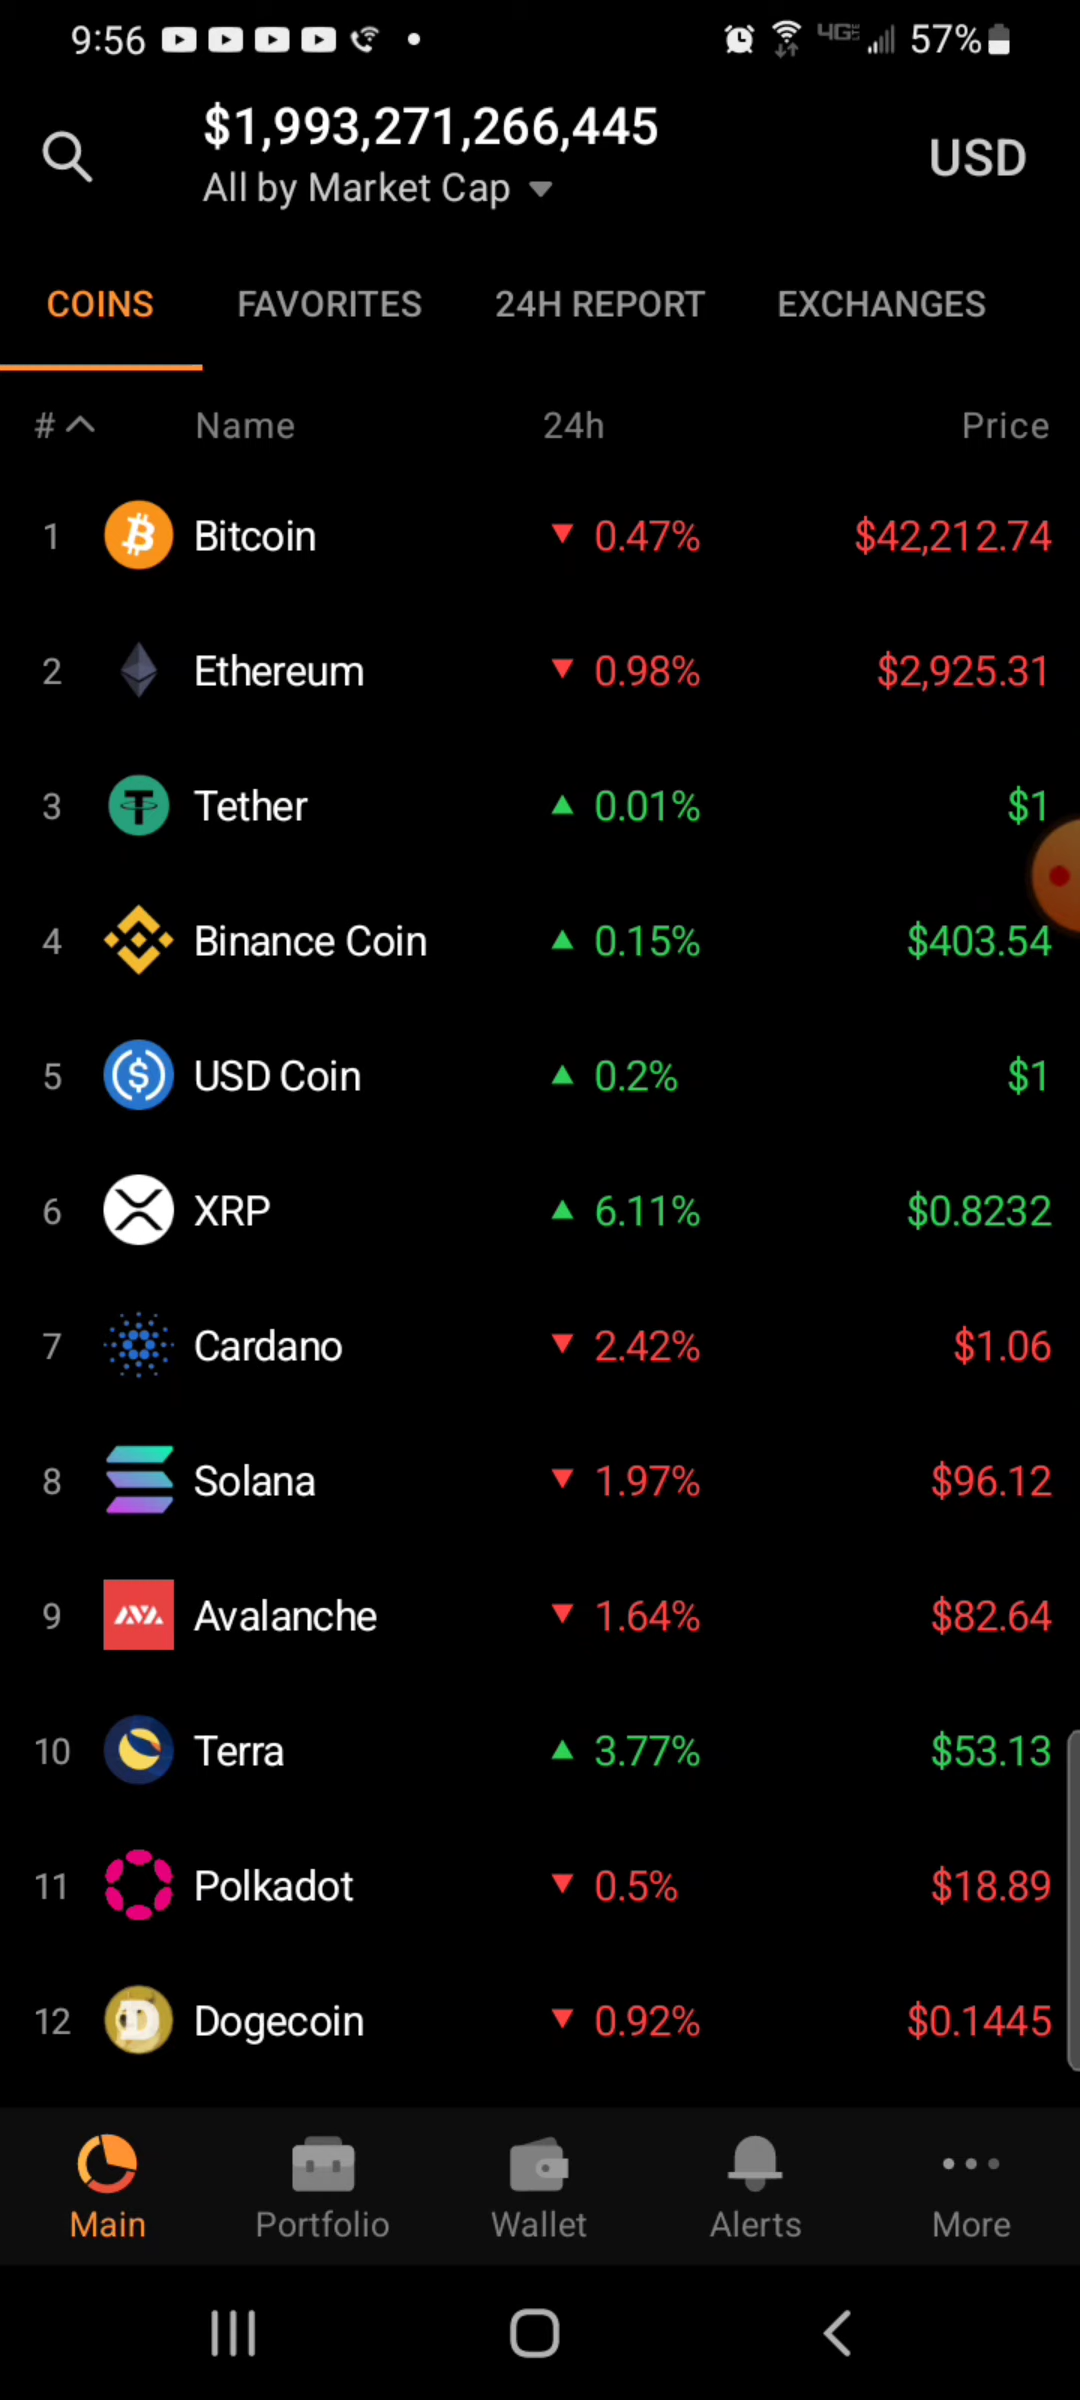 9:56 4G 57%
$1,993,271,266,445
All by Market Cap
USD
COINS FAVORITES 24H REPORT EXCHANGES
# Name 24h Price
1 Bitcoin ▼ 0.47% $42,212.74
2 Ethereum ▼ 0.98% $2,925.31
3 Tether ▲ 0.01% $1
4 Binance Coin ▲ 0.15% $403.54
5 USD Coin ▲ 0.2% $1
6 XRP ▲ 6.11% $0.8232
7 Cardano ▼ 2.42% $1.06
8 Solana ▼ 1.97% $96.12
9 Avalanche ▼ 1.64% $82.64
10 Terra ▲ 3.77% $53.13
11 Polkadot ▼ 0.5% $18.89
12 Dogecoin ▼ 0.92% $0.1445
Main Portfolio Wallet Alerts More